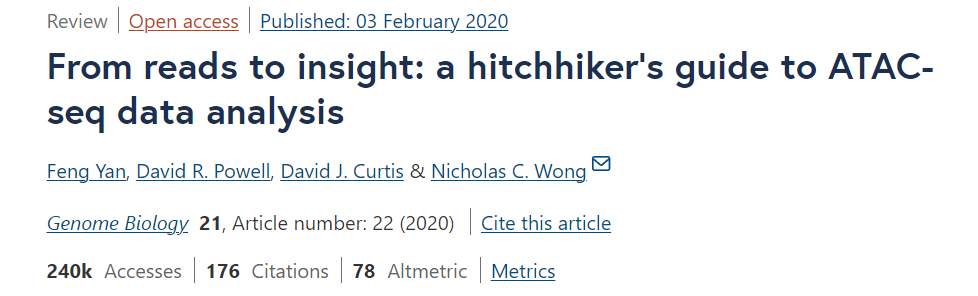 Review Open access Published: 03 February 2020
From reads to insight: a hitchhiker's guide to ATAC-
seq data analysis
Feng Yan, David R. Powell, David J. Curtis & Nicholas C. Wong
Genome Biology 21, Article number: 22 (2020) Cite this article
240k Accesses 176 Citations 78 Altmetric Metrics